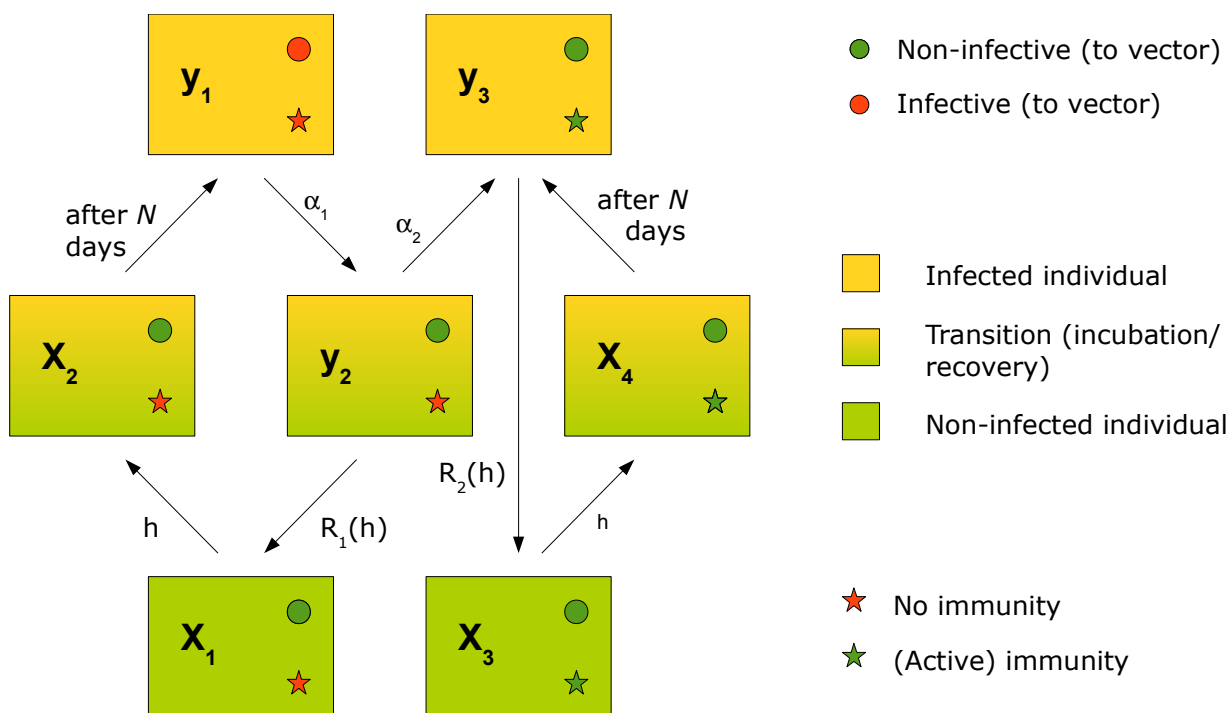 y1
y3
Non-infective (to vector)
Infective (to vector)
after N
days
α1
α2
after N
days
Infected individual
X2
y2
X4
Transition (incubation/
recovery)
Non-infected individual
h
R1(h)
R2(h)
h
X1
X3
No immunity
(Active) immunity